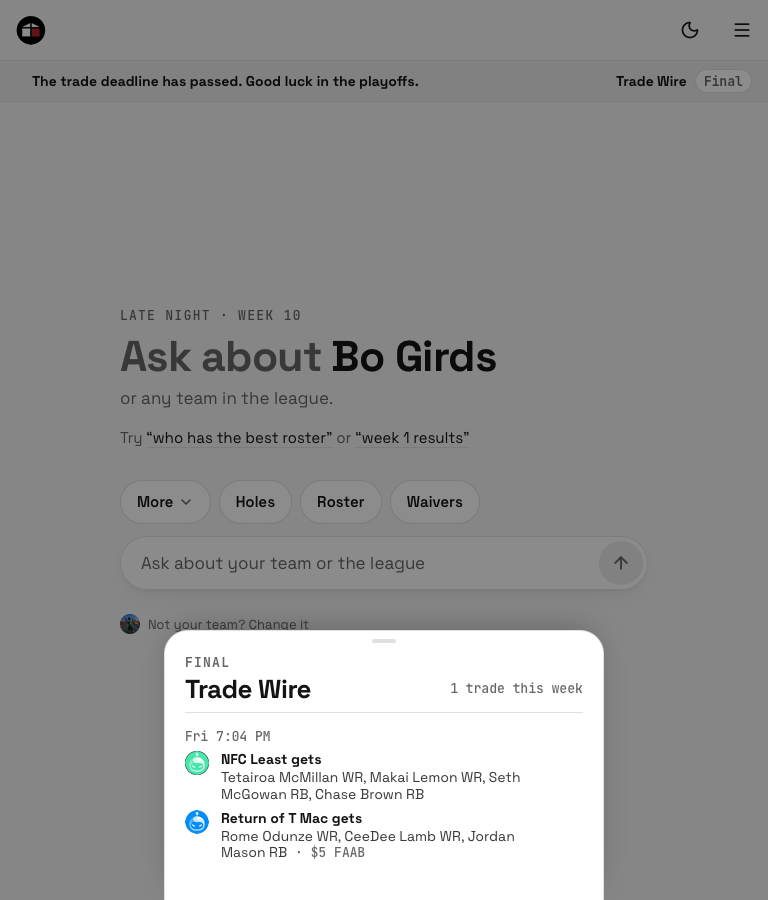 The trade deadline has passed. Good luck in the playoffs.
Trade Wire Final
LATE NIGHT · WEEK 10
Ask about Bo Girds
or any team in the league.
Try “who has the best roster” or “week 1 results”
More Holes Roster Waivers
Ask about your team or the league
Not your team? Change it
FINAL
Trade Wire
1 trade this week
Fri 7:04 PM
NFC Least gets
Tetairoa McMillan WR, Makai Lemon WR, Seth
McGowan RB, Chase Brown RB
Return of T Mac gets
Rome Odunze WR, CeeDee Lamb WR, Jordan
Mason RB · $5 FAAB